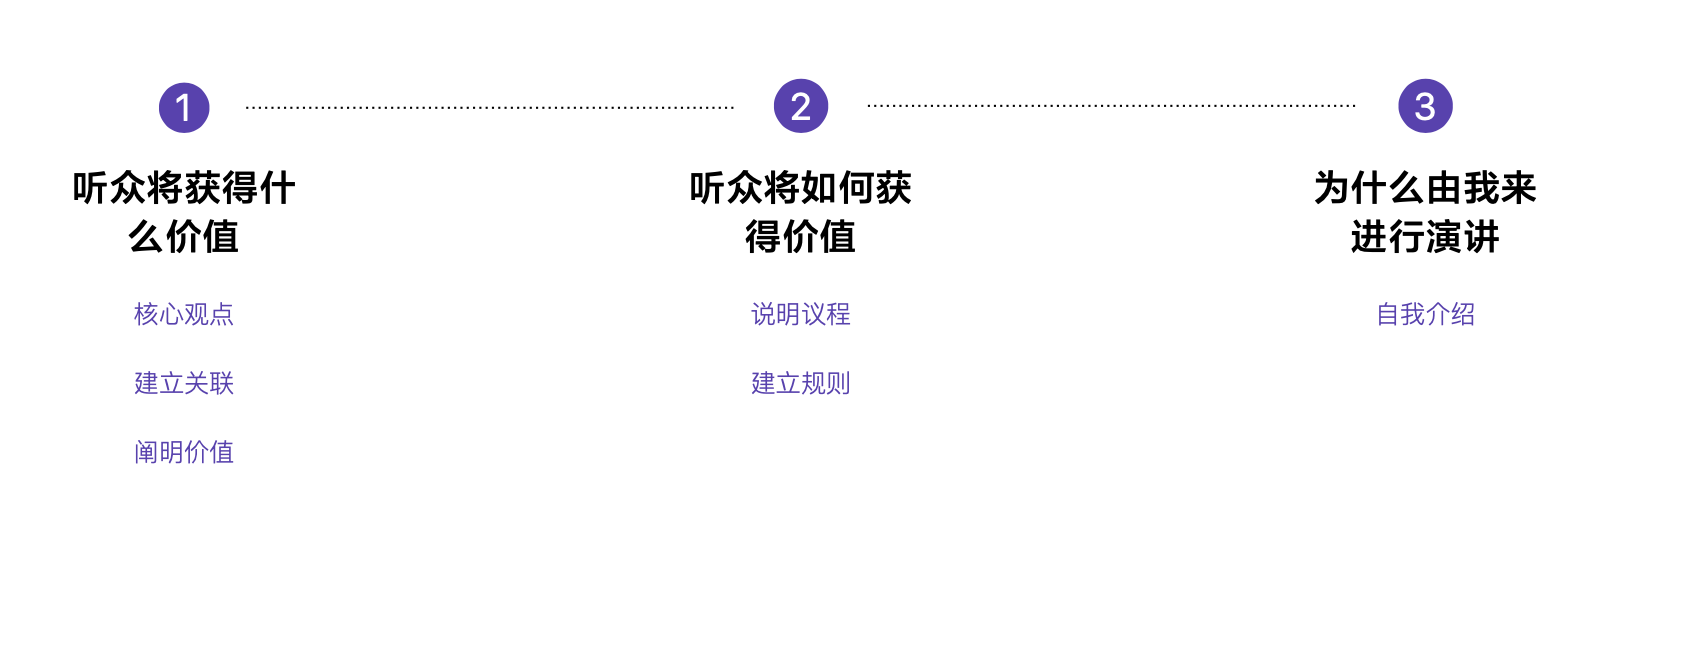 1
听众将获得什
么价值
核心观点
建立关联
阐明价值
2
听众将如何获
得价值
说明议程
建立规则
3
为什么由我来
进行演讲
自我介绍